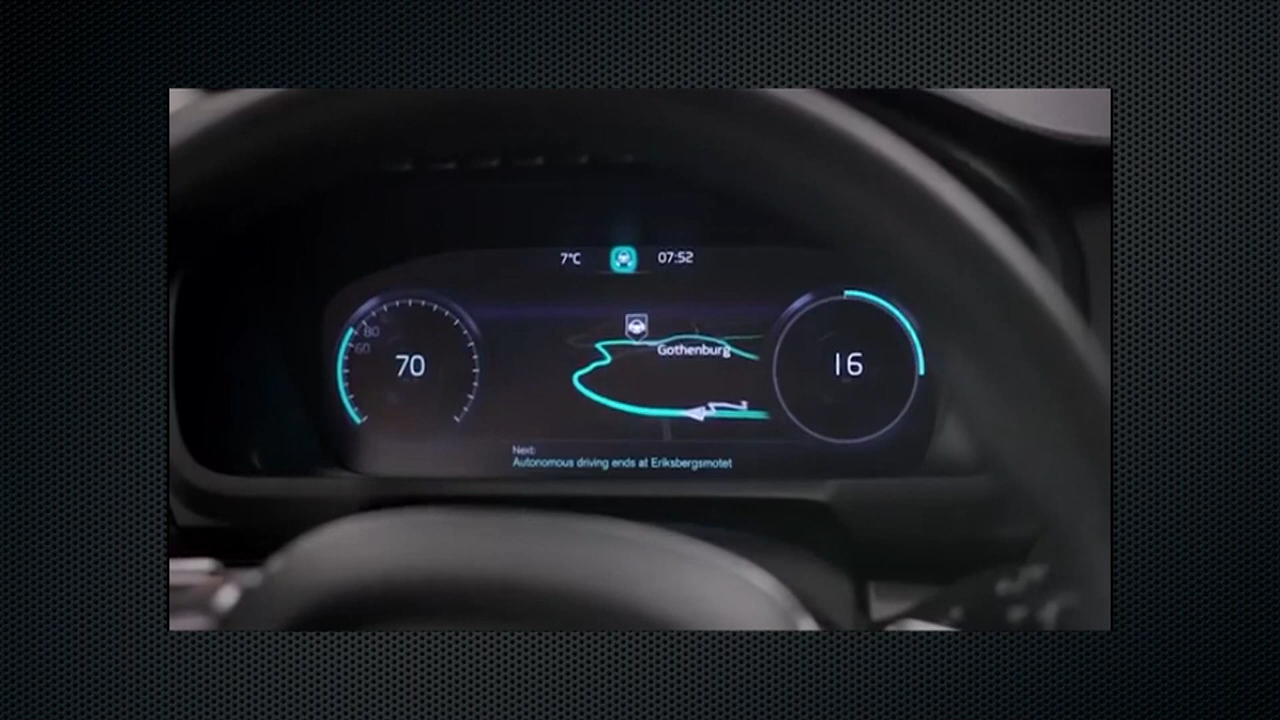 7°C 07:52
80
60
70
Gothenburg
16
Next:
Autonomous driving ends at Eriksbergsmotet